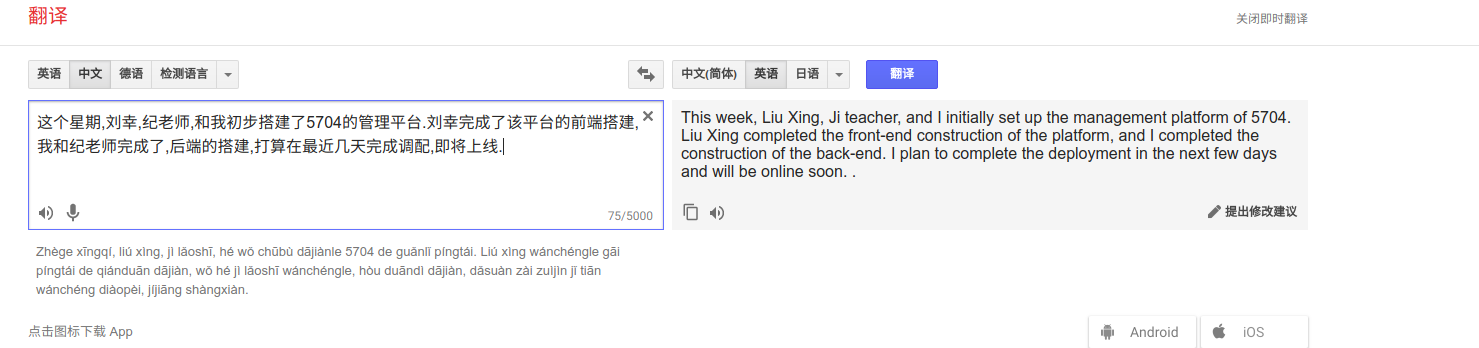 翻译
关闭即时翻译
英语 中文 德语 检测语言
中文(简体) 英语 日语 翻译
这个星期,刘幸,纪老师,和我初步搭建了5704的管理平台.刘幸完成了该平台的前端搭建,
我和纪老师完成了,后端的搭建,打算在最近几天完成调配,即将上线.
75/5000
This week, Liu Xing, Ji teacher, and I initially set up the management platform of 5704.
Liu Xing completed the front-end construction of the platform, and I completed the
construction of the back-end. I plan to complete the deployment in the next few days
and will be online soon. .
提出修改建议
Zhège xīngqí, liú xìng, jì lǎoshī, hé wǒ chūbù dājiànle 5704 de guǎnlǐ píngtái. Liú xìng wánchéngle gāi
píngtái de qiánduān dājiàn, wǒ hé jì lǎoshī wánchéngle, hòu duāndì dājiàn, dǎsuàn zài zuìjìn jǐ tiān
wánchéng diàopèi, jíjiāng shàngxiàn.
点击图标下载 App
Android
iOS